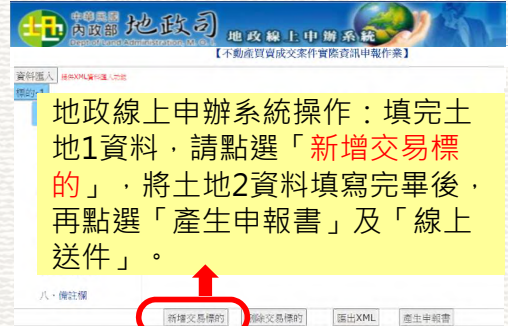 中華民國
內政部 地政司 地政線上申辦系統
Dept. of Land Administration, M. O. I.
【不動產買賣成交案件實際資訊申報作業】
資料匯入 提供XML資料匯入功能
標的1
地政線上申辦系統操作：填完土
地1資料，請點選「新增交易標
的」，將土地2資料填寫完畢後，
再點選「產生申報書」及「線上
送件」。
八、備註欄
新增交易標的 刪除交易標的 匯出XML 產生申報書